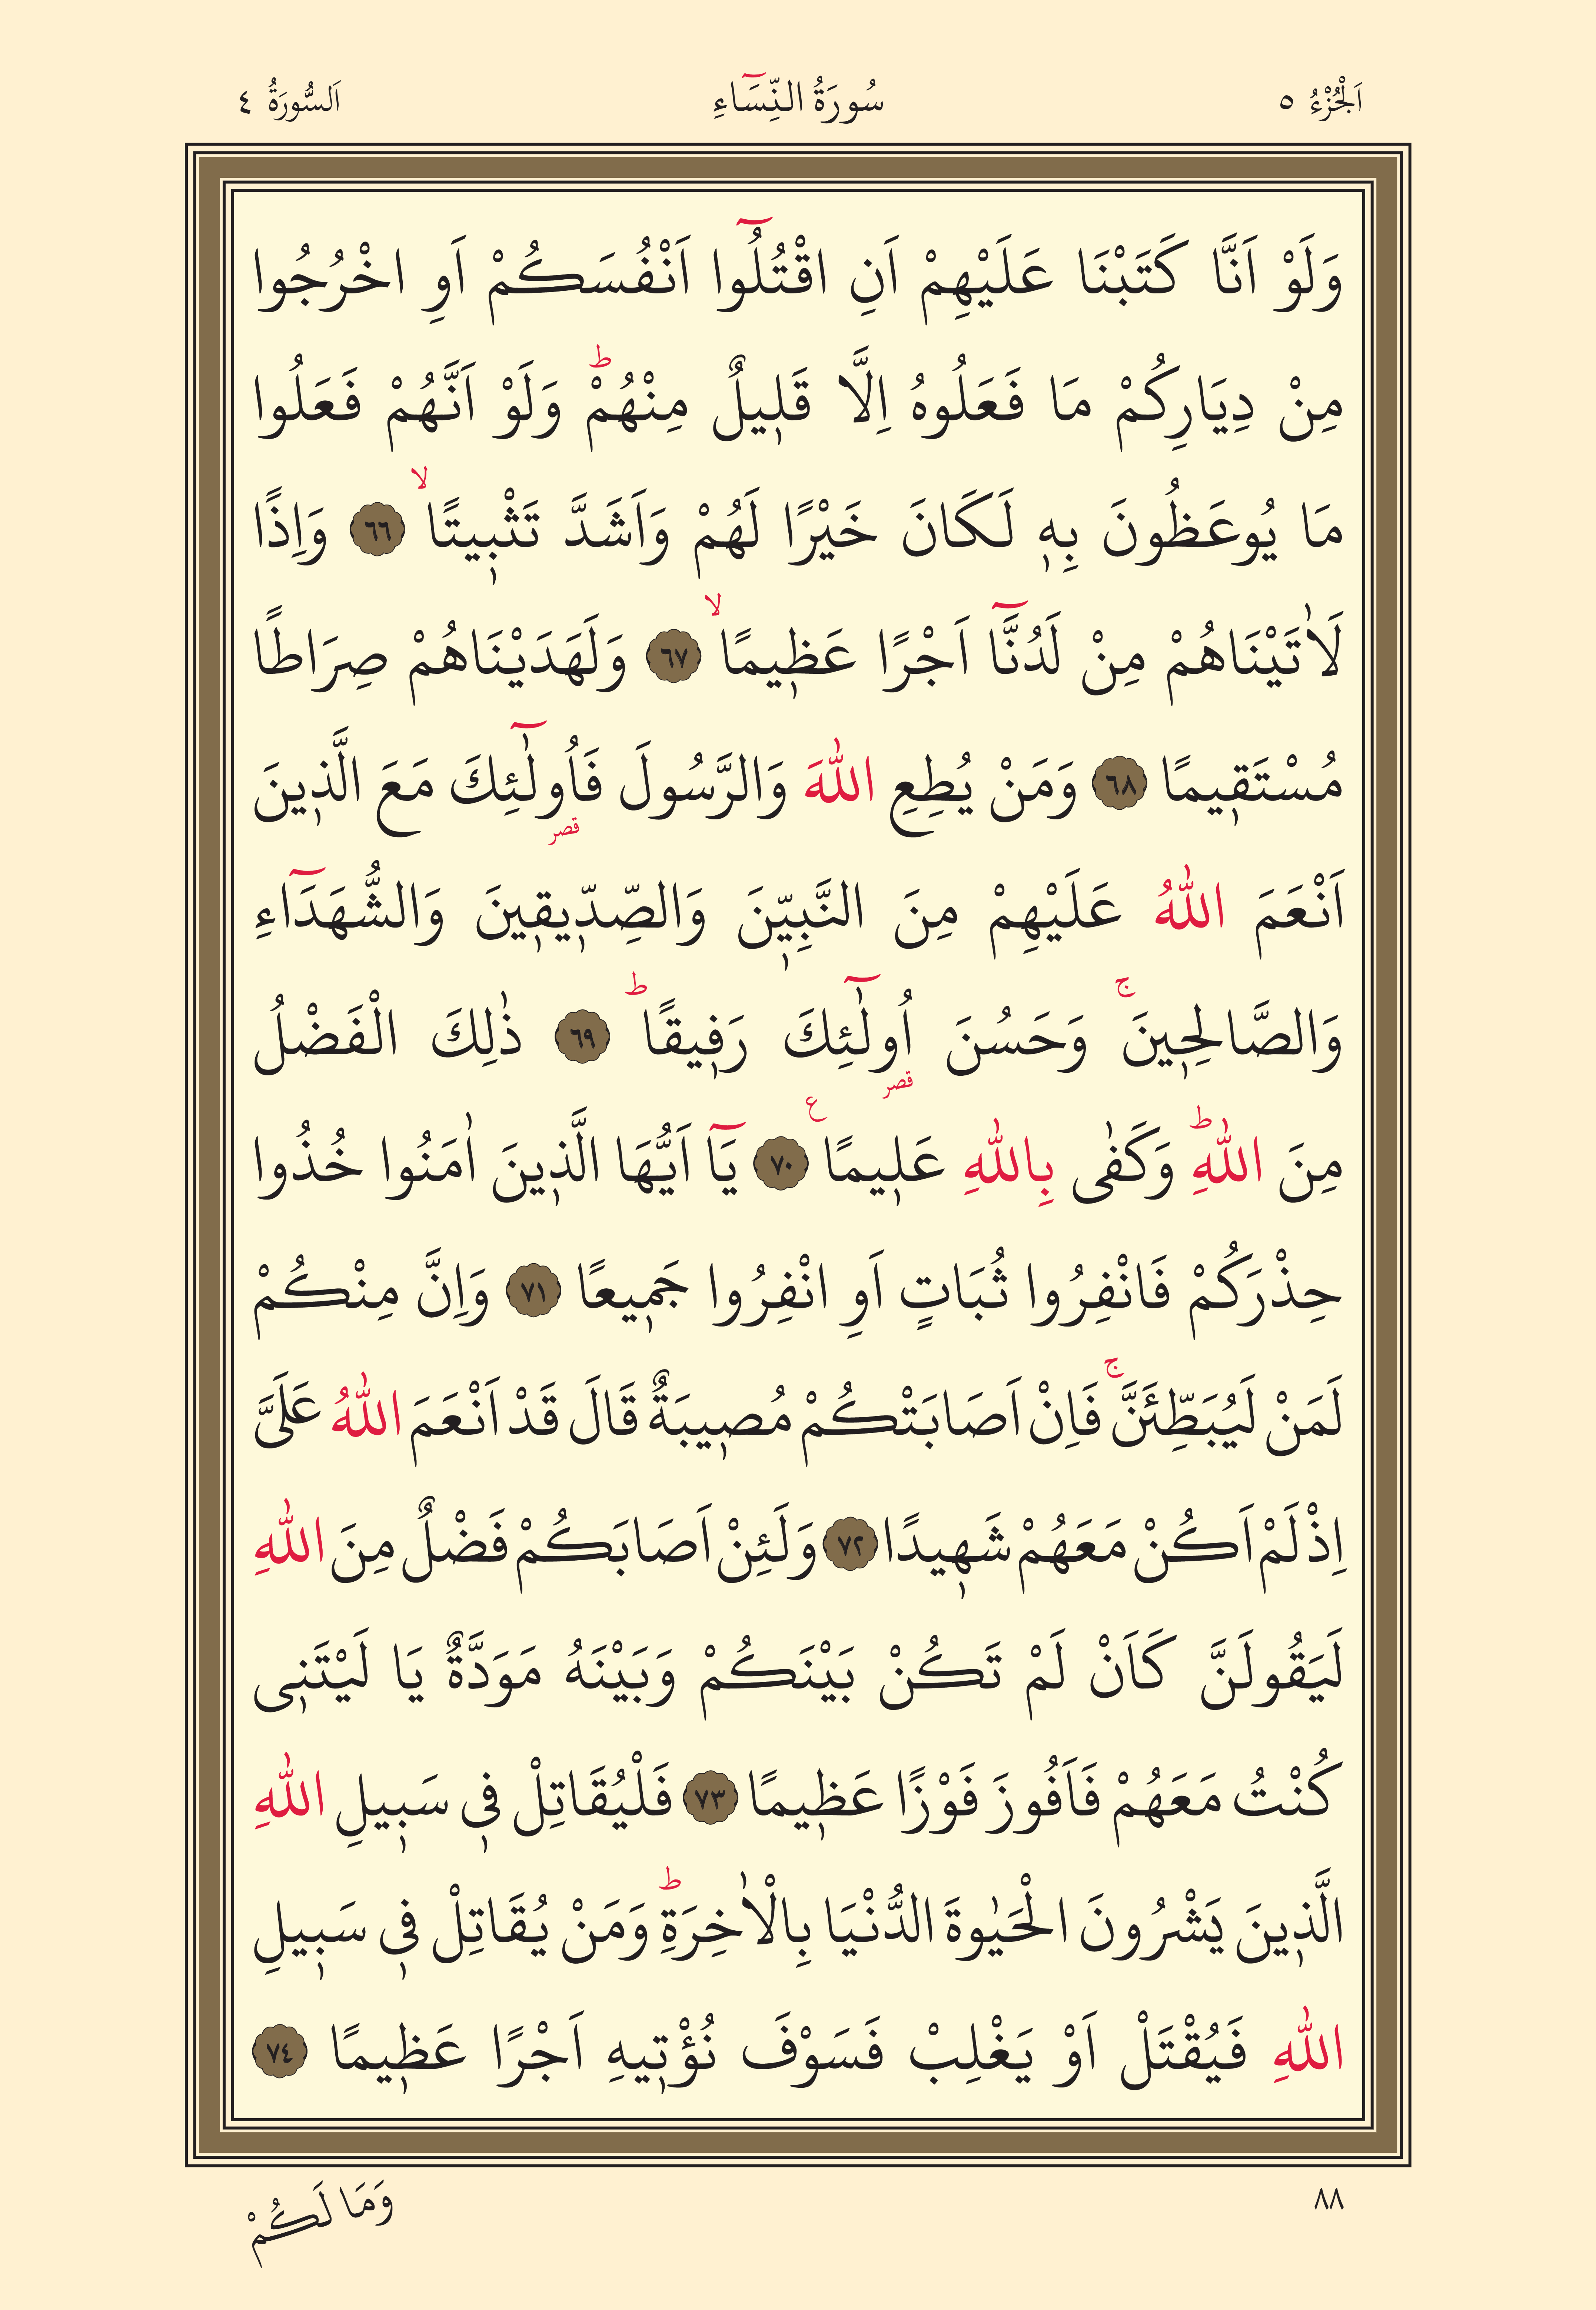 اَلْجُزْءُ ٥
سُورَةُ النِّسَٓاءِ
اَلسُّورَةُ ٤
وَلَوْ اَنَّا كَتَبْنَا عَلَيْهِمْ اَنِ اقْتُلُٓوا اَنْفُسَكُمْ اَوِ اخْرُجُوا
مِنْ دِيَارِكُمْ مَا فَعَلُوهُ اِلَّا قَلٖيلٌ مِنْهُمْؕ وَلَوْ اَنَّهُمْ فَعَلُوا
مَا يُوعَظُونَ بِهٖ لَكَانَ خَيْرًا لَهُمْ وَاَشَدَّ تَثْبٖيتًاۙ ٦٦ وَاِذًا
لَاٰتَيْنَاهُمْ مِنْ لَدُنَّٓا اَجْرًا عَظٖيمًاۙ ٦٧ وَلَهَدَيْنَاهُمْ صِرَاطًا
مُسْتَقٖيمًا ٦٨ وَمَنْ يُطِعِ اللّٰهَ وَالرَّسُولَ فَاُولٰٓئِكَ مَعَ الَّذٖينَ
قصر
اَنْعَمَ اللّٰهُ عَلَيْهِمْ مِنَ النَّبِيّٖنَ وَالصِّدّٖيقٖينَ وَالشُّهَدَٓاءِ
وَالصَّالِحٖينَۚ وَحَسُنَ اُولٰٓئِكَ رَفٖيقًاؕ ٦٩ ذٰلِكَ الْفَضْلُ
قصر
مِنَ اللّٰهِؕ وَكَفٰى بِاللّٰهِ عَلٖيمًا ع ٧٠ يَٓا اَيُّهَا الَّذٖينَ اٰمَنُوا خُذُوا
حِذْرَكُمْ فَانْفِرُوا ثُبَاتٍ اَوِ انْفِرُوا جَمٖيعًا ٧١ وَاِنَّ مِنْكُمْ
لَمَنْ لَيُبَطِّئَنَّۚ فَاِنْ اَصَابَتْكُمْ مُصٖيبَةٌ قَالَ قَدْ اَنْعَمَ اللّٰهُ عَلَيَّ
اِذْ لَمْ اَكُنْ مَعَهُمْ شَهٖيدًا ٧٢ وَلَئِنْ اَصَابَكُمْ فَضْلٌ مِنَ اللّٰهِ
لَيَقُولَنَّ كَاَنْ لَمْ تَكُنْ بَيْنَكُمْ وَبَيْنَهُ مَوَدَّةٌ يَا لَيْتَنٖى
كُنْتُ مَعَهُمْ فَاَفُوزَ فَوْزًا عَظٖيمًا ٧٣ فَلْيُقَاتِلْ فٖى سَبٖيلِ اللّٰهِ
الَّذٖينَ يَشْرُونَ الْحَيٰوةَ الدُّنْيَا بِالْاٰخِرَةِؕ وَمَنْ يُقَاتِلْ فٖى سَبٖيلِ
اللّٰهِ فَيُقْتَلْ اَوْ يَغْلِبْ فَسَوْفَ نُؤْتٖيهِ اَجْرًا عَظٖيمًا ٧٤
٨٨
وَمَا لَكُمْ